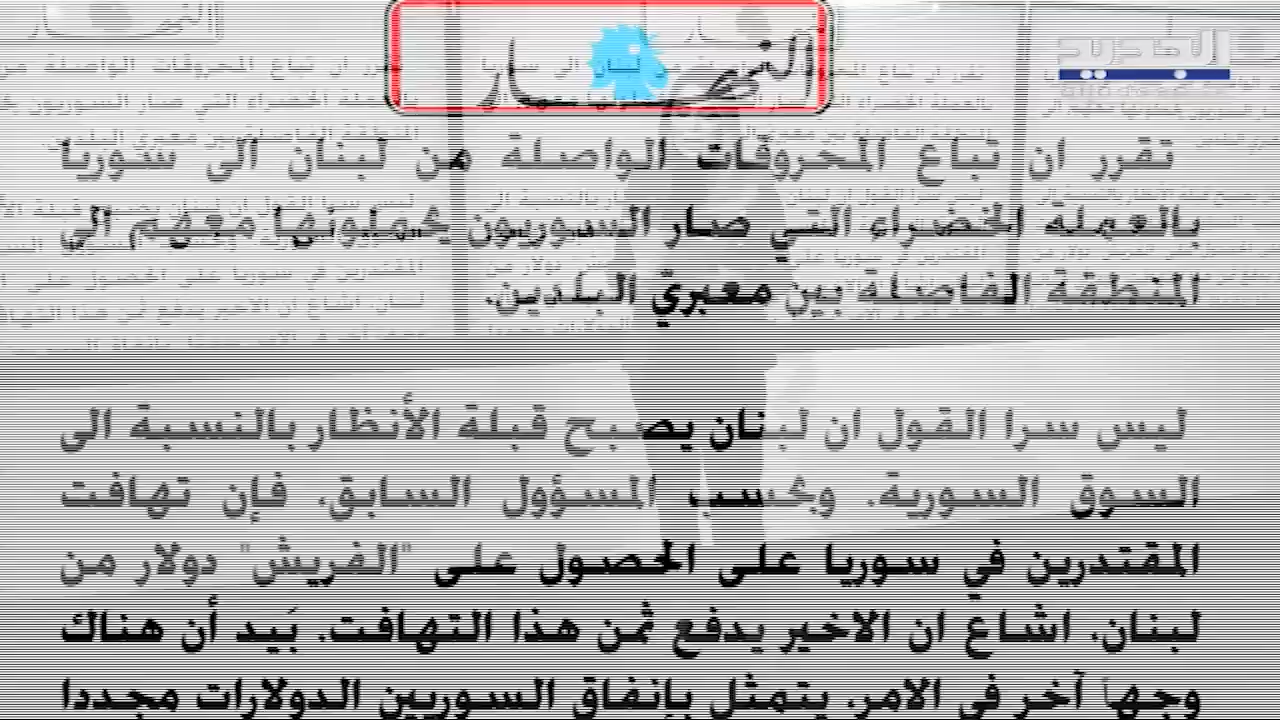 النهار
الجديد
تقرر ان تباع المحروقات الواصلة من لبنان الى سوريا
بالعملة الخضراء التي صار السوريون يحملونها معهم الى
المنطقة الفاصلة بين معبري البلدين.
ليس سرا القول ان لبنان يصبح قبلة الأنظار بالنسبة الى
السوق السورية. وبحسب المسؤول السابق، فإن تهافت
المقتدرين في سوريا على الحصول على "الفريش" دولار من
لبنان، اشاع ان الاخير يدفع ثمن هذا التهافت. بَيد أن هناك
وجهاً آخر في الامر، يتمثل بإنفاق السوريين الدولارات مجددا